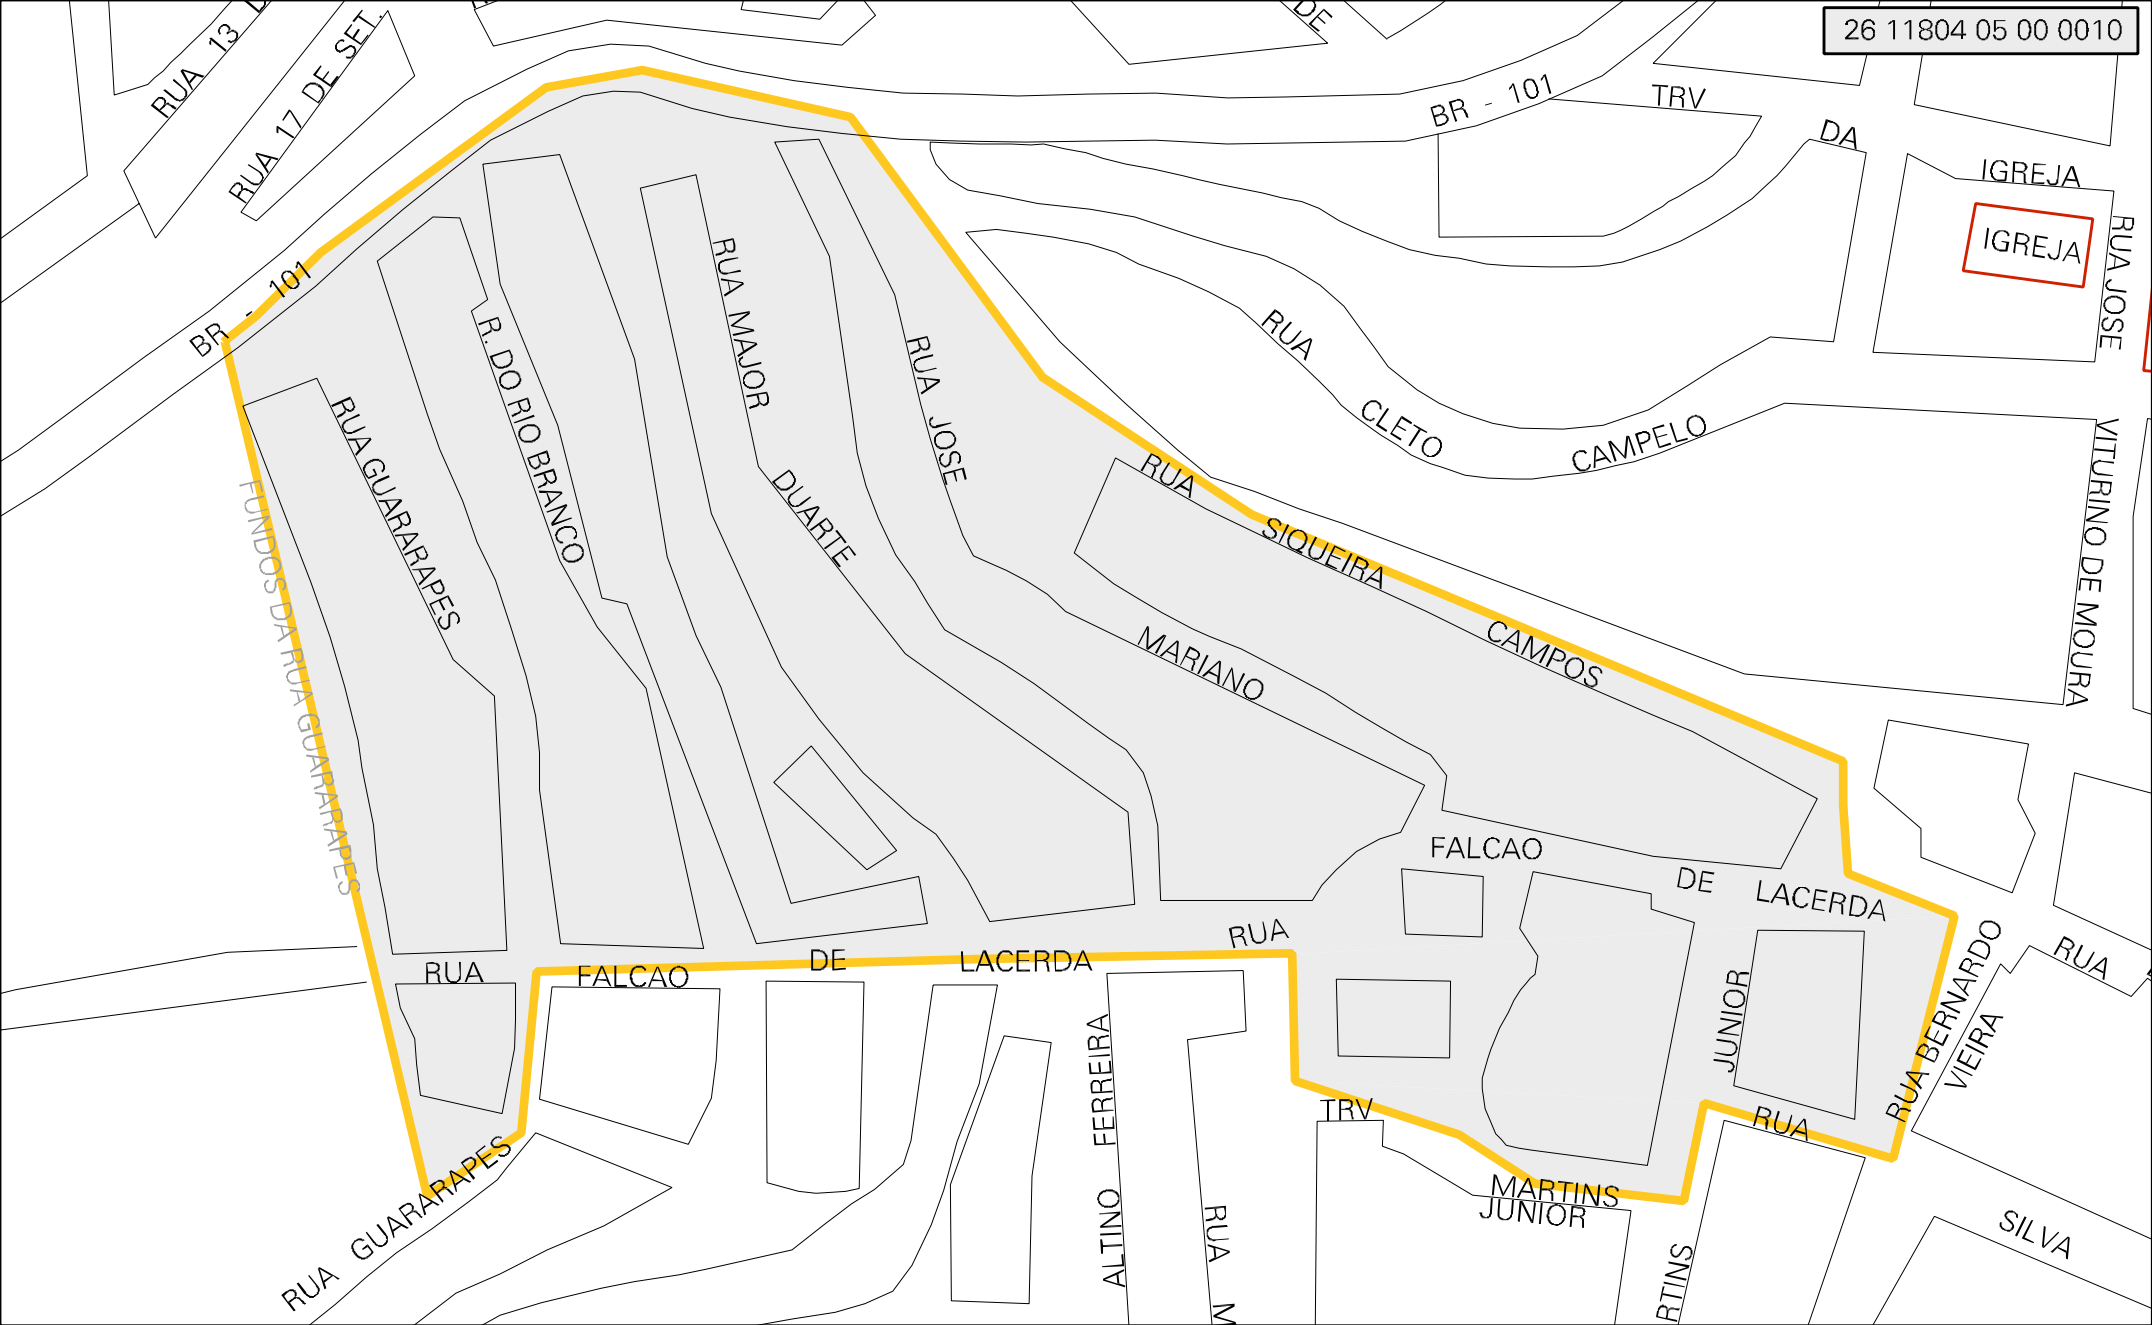 26 11804 05 00 0010
RUA 13
RUA 17 DE SET.
DE
BR - 101
TRV DA IGREJA
IGREJA
RUA JOSE VITURINO DE MOURA
BR - 101
RUA CLETO CAMPELO
RUA MAJOR DUARTE
R. DO RIO BRANCO
RUA GUARARAPES
FUNDOS DA RUA GUARARAPES
RUA JOSE MARIANO
RUA SIQUEIRA CAMPOS
FALCAO DE LACERDA
RUA
RUA FALCAO DE LACERDA
RUA BERNARDO
VIEIRA
RUA
JUNIOR
RUA
TRV MARTINS
JUNIOR
ALTINO FERREIRA
RUA M
RTINS
SILVA
RUA GUARARAPES